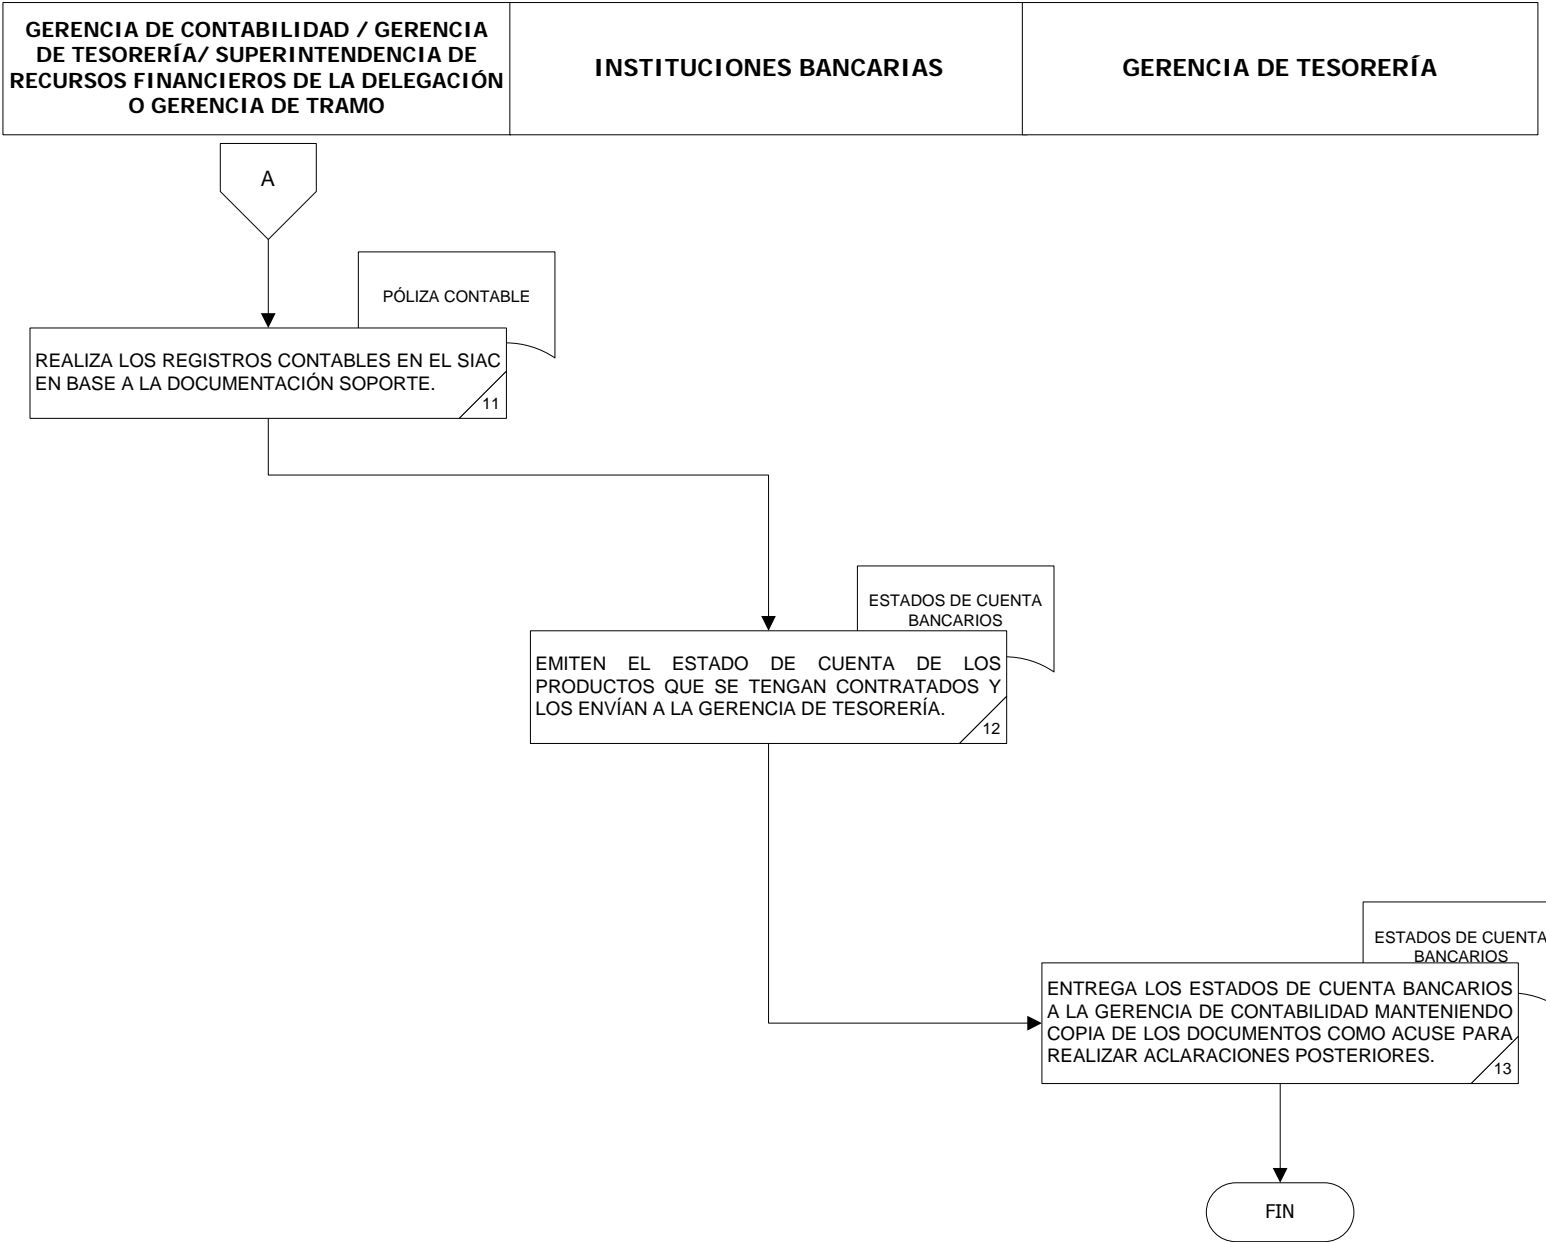 GERENCIA DE CONTABILIDAD / GERENCIA
DE TESORERÍA/ SUPERINTENDENCIA DE
RECURSOS FINANCIEROS DE LA DELEGACIÓN
O GERENCIA DE TRAMO
INSTITUCIONES BANCARIAS
GERENCIA DE TESORERÍA
A
PÓLIZA CONTABLE
REALIZA LOS REGISTROS CONTABLES EN EL SIAC
EN BASE A LA DOCUMENTACIÓN SOPORTE.
11
ESTADOS DE CUENTA
BANCARIOS
EMITEN EL ESTADO DE CUENTA DE LOS
PRODUCTOS QUE SE TENGAN CONTRATADOS Y
LOS ENVÍAN A LA GERENCIA DE TESORERÍA.
12
ESTADOS DE CUENTA
BANCARIOS
ENTREGA LOS ESTADOS DE CUENTA BANCARIOS
A LA GERENCIA DE CONTABILIDAD MANTENIENDO
COPIA DE LOS DOCUMENTOS COMO ACUSE PARA
REALIZAR ACLARACIONES POSTERIORES.
13
FIN